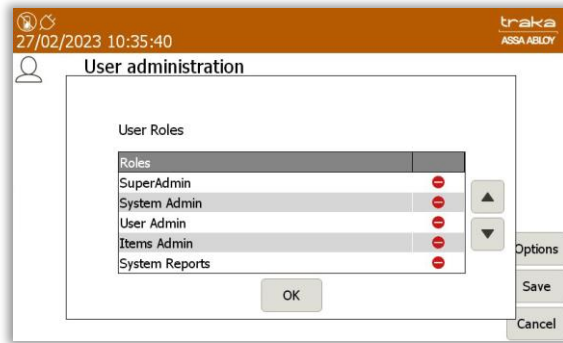 traka
27/02/2023 10:35:40
ASSA ABLOY
User administration
User Roles
Roles
SuperAdmin
System Admin
User Admin
Items Admin
System Reports
OK
Options
Save
Cancel